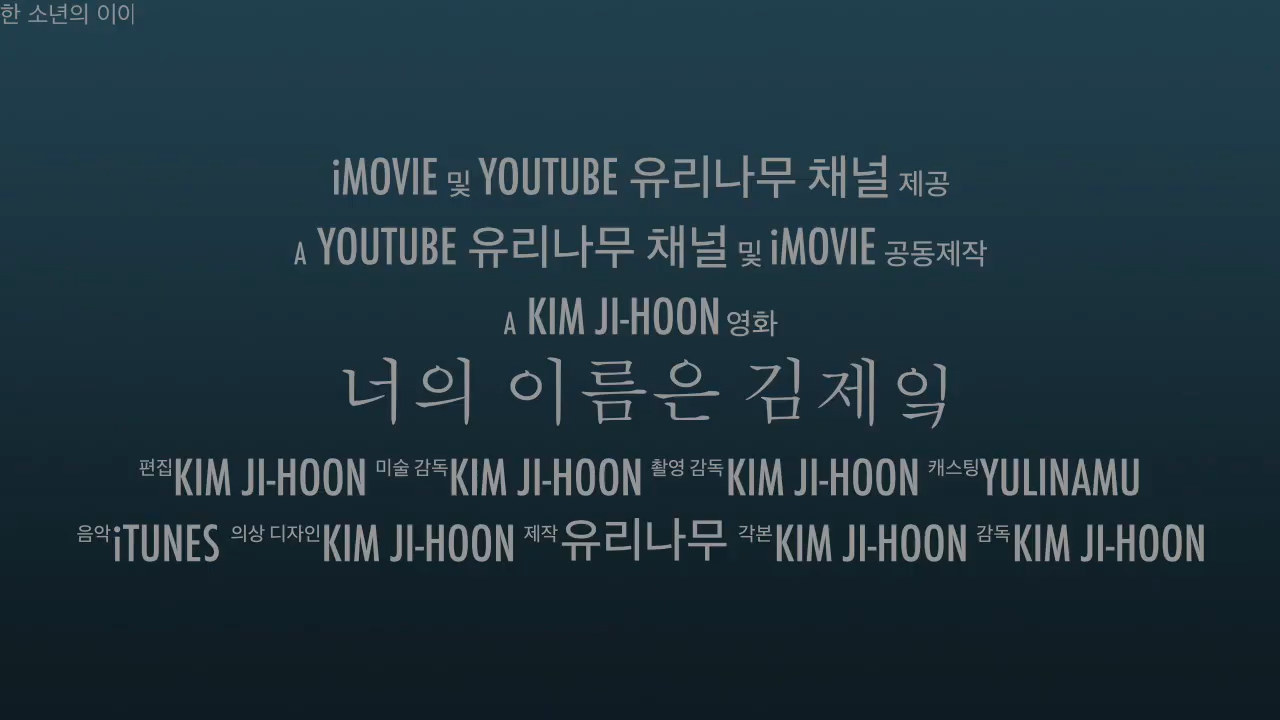 한 소년의 이이
iMOVIE 및 YOUTUBE 유리나무 채널 제공
A YOUTUBE 유리나무 채널 및 iMOVIE 공동제작
A KIM JI-HOON 영화
너의 이름은 김제잌
편집KIM JI-HOON 미술 감독KIM JI-HOON 촬영 감독KIM JI-HOON 캐스팅YULINAMU
음악iTUNES 의상 디자인KIM JI-HOON 제작유리나무 각본KIM JI-HOON 감독KIM JI-HOON